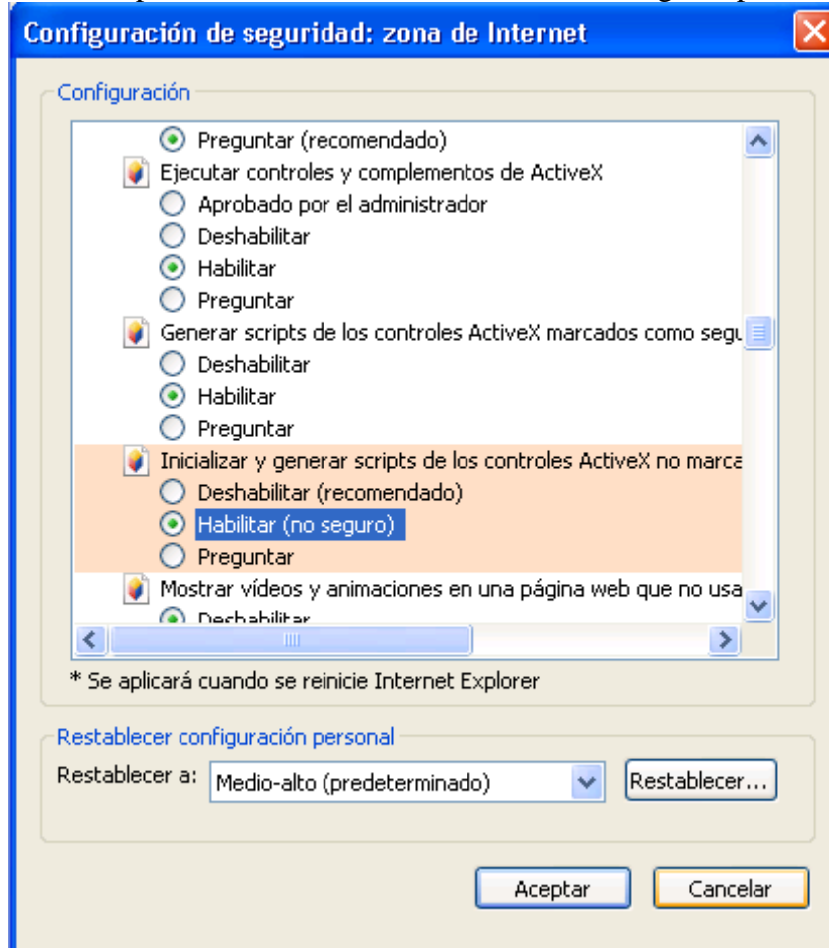 Configuración de seguridad: zona de Internet
Configuración
Preguntar (recomendado)
Ejecutar controles y complementos de ActiveX
Aprobado por el administrador
Deshabilitar
Habilitar
Preguntar
Generar scripts de los controles ActiveX marcados como segu
Deshabilitar
Habilitar
Preguntar
Inicializar y generar scripts de los controles ActiveX no marca
Deshabilitar (recomendado)
Habilitar (no seguro)
Preguntar
Mostrar vídeos y animaciones en una página web que no usa
Deshabilitar
* Se aplicará cuando se reinicie Internet Explorer
Restablecer configuración personal
Restablecer a: Medio-alto (predeterminado) Restablecer...
Aceptar Cancelar